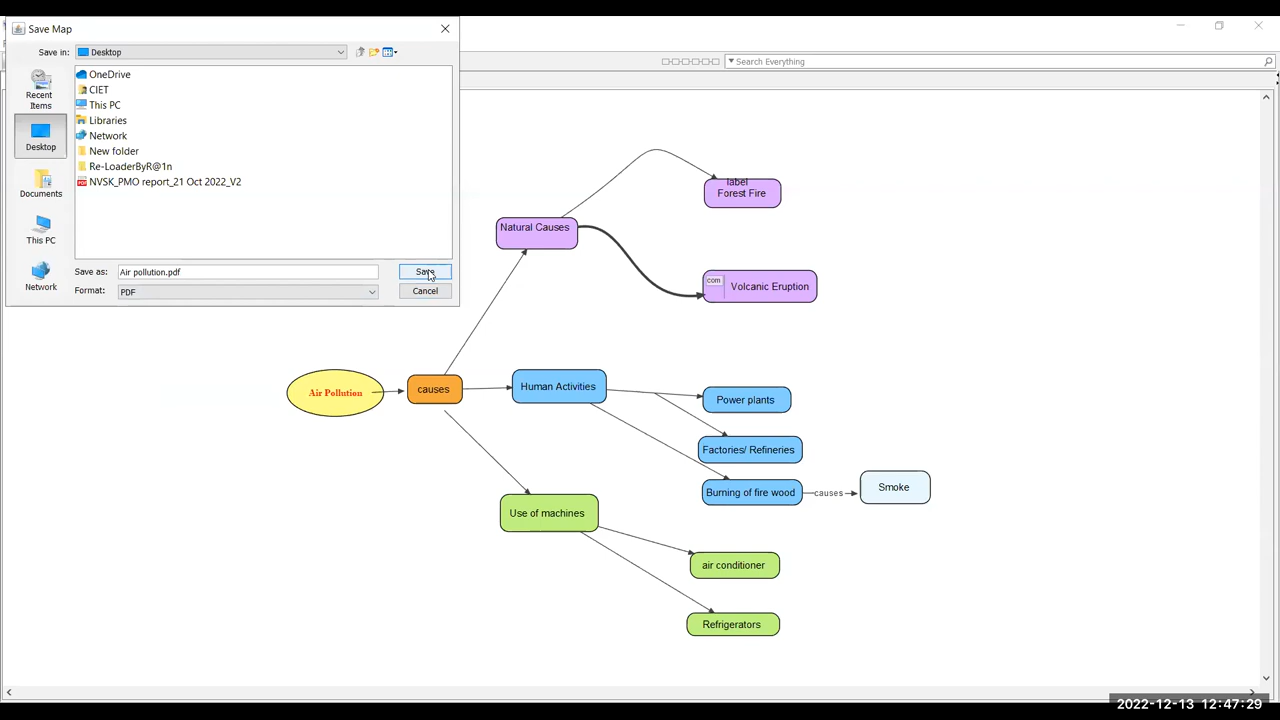 Save Map
Save in: Desktop
Search Everything
Recent
Items
Desktop
Documents
This PC
Network
OneDrive
CIET
This PC
Libraries
Network
New folder
Re-LoaderByR@1n
NVSK_PMO report_21 Oct 2022_V2
Save as: Air pollution.pdf Save
Format: PDF Cancel
label
Forest Fire
Natural Causes
com Volcanic Eruption
Air Pollution
causes
Human Activities
Power plants
Factories/ Refineries
Burning of fire wood
causes
Smoke
Use of machines
air conditioner
Refrigerators
2022-12-13 12:47:29